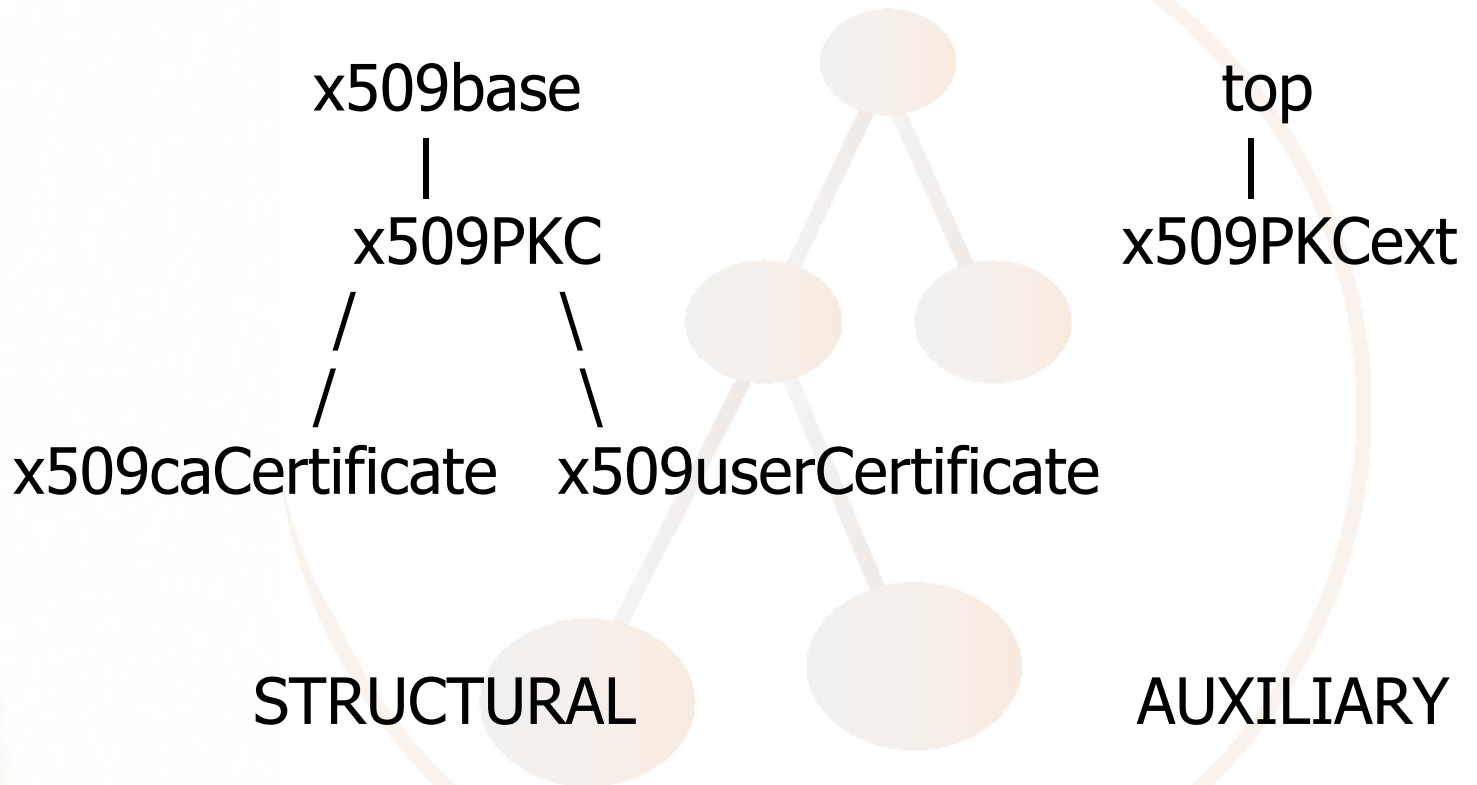 x509base top
|   |
x509PKC x509PKCext
/ \
/ \
x509caCertificate x509userCertificate
STRUCTURAL AUXILIARY